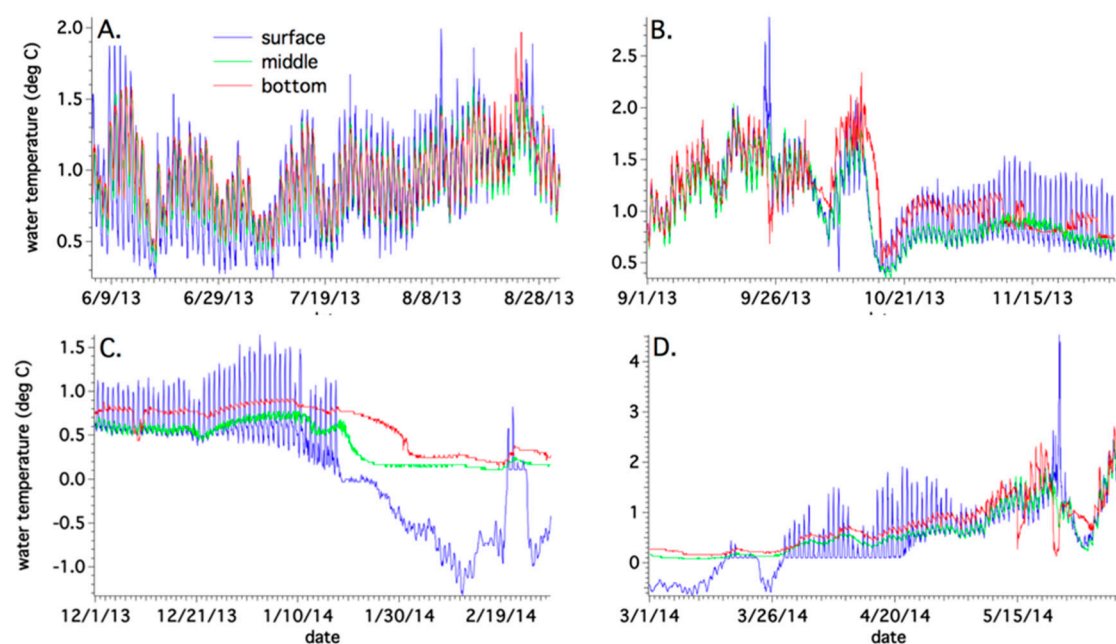 A.
surface
middle
bottom
2.0
1.5
1.0
0.5
water temperature (deg C)
6/9/13 6/29/13 7/19/13 8/8/13 8/28/13
B.
2.5
2.0
1.5
1.0
0.5
9/1/13 9/26/13 10/21/13 11/15/13
C.
1.5
1.0
0.5
0.0
-0.5
-1.0
water temperature (deg C)
12/1/13 12/21/13 1/10/14 1/30/14 2/19/14
date
D.
4
3
2
1
0
3/1/14 3/26/14 4/20/14 5/15/14
date